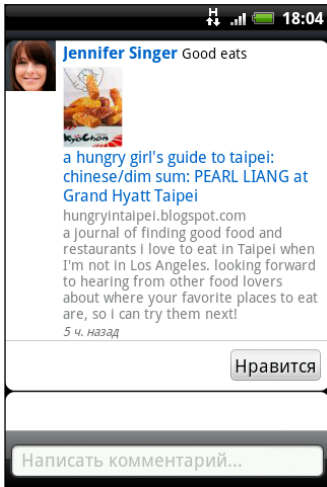 H 18:04
Jennifer Singer Good eats
KyoChon
a hungry girl's guide to taipei:
chinese/dim sum: PEARL LIANG at
Grand Hyatt Taipei
hungryintaipei.blogspot.com
a journal of finding good food and
restaurants i love to eat in Taipei when
I'm not in Los Angeles. looking forward
to hearing from other food lovers
about where your favorite places to eat
are, so i can try them next!
5 ч. назад
Нравится
Написать комментарий...